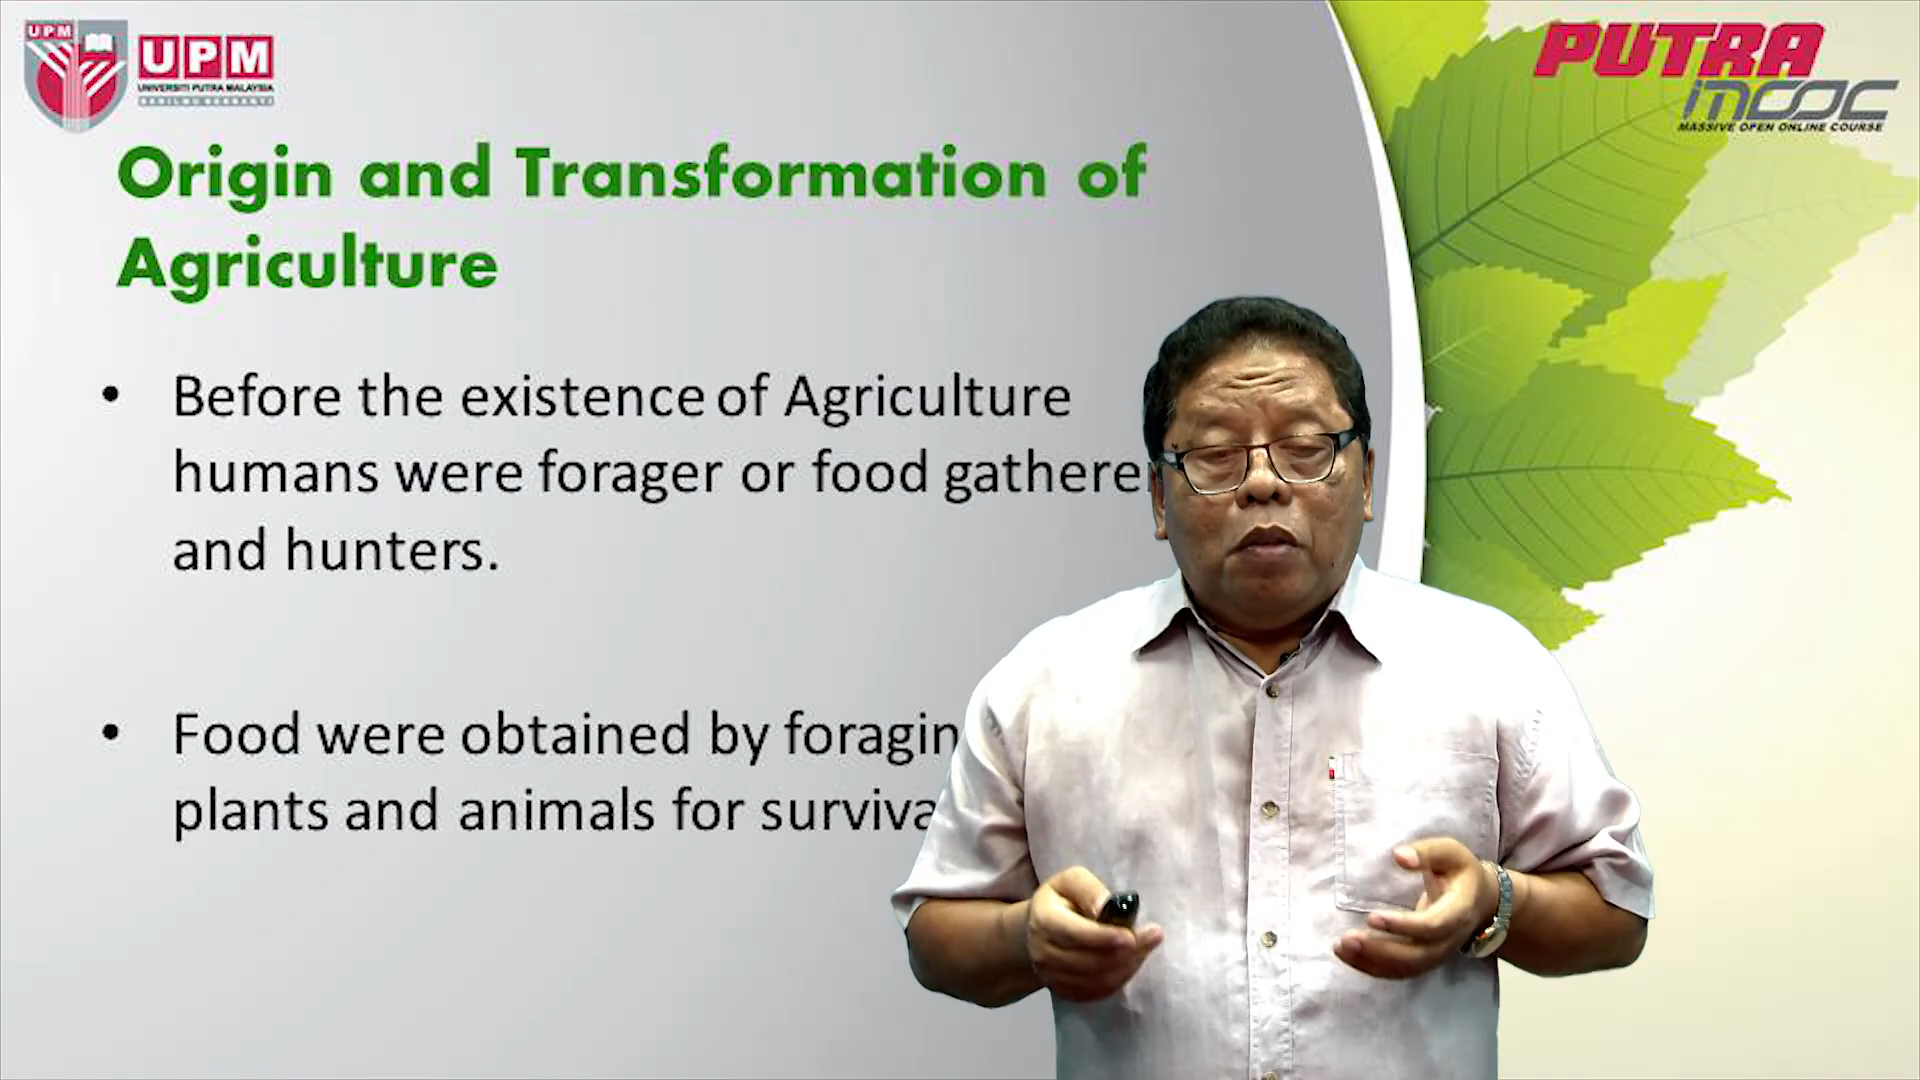 UPM
UPM
UNIVERSITI PUTRA MALAYSIA
BERILMU BERBAKTI
PUTRA
mooc
MASSIVE OPEN ONLINE COURSE
Origin and Transformation of
Agriculture
• Before the existence of Agriculture
humans were forager or food gathere
and hunters.
• Food were obtained by foragin
plants and animals for surviva